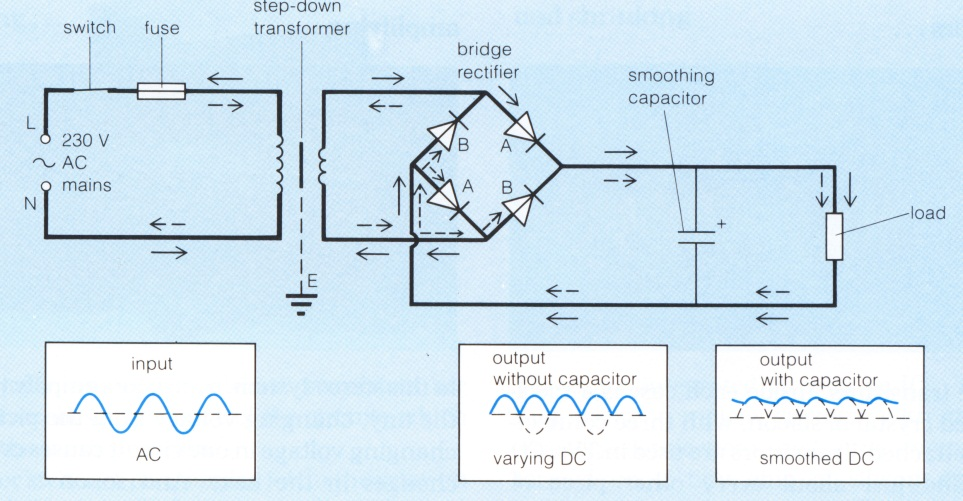 step-down
transformer
switch
fuse
bridge
rectifier
smoothing
capacitor
L
230 V
~ AC
mains
N
B
A
A
B
+
load
E
input
AC
output
without capacitor
varying DC
output
with capacitor
smoothed DC